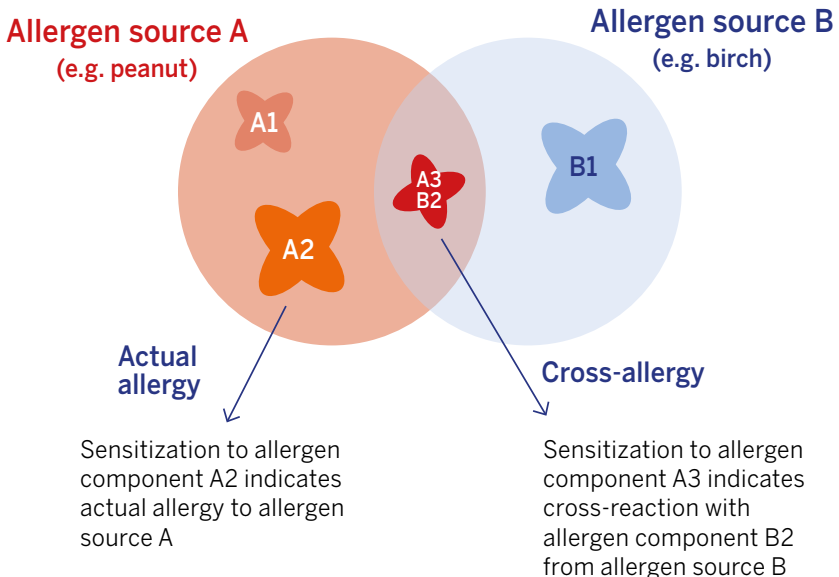 Allergen source A
(e.g. peanut)
Allergen source B
(e.g. birch)
A1
A2
A3
B2
B1
Actual
allergy
Cross-allergy
Sensitization to allergen
component A2 indicates
actual allergy to allergen
source A
Sensitization to allergen
component A3 indicates
cross-reaction with
allergen component B2
from allergen source B